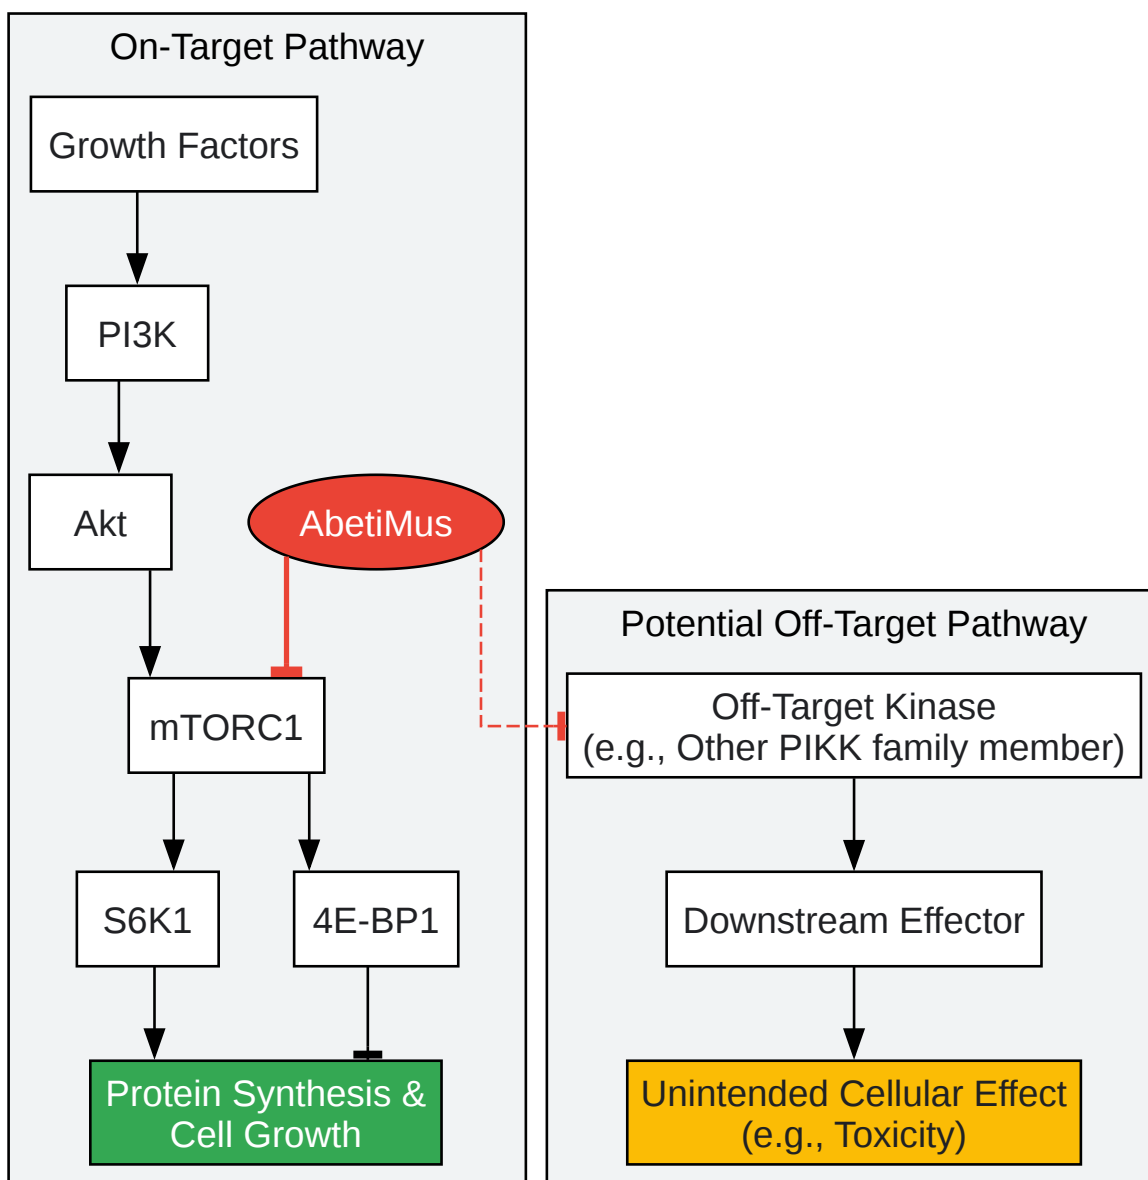 On-Target Pathway
Growth Factors
PI3K
Akt
AbetiMus
mTORC1
S6K1
4E-BP1
Protein Synthesis &
Cell Growth
Potential Off-Target Pathway
Off-Target Kinase
(e.g., Other PIKK family member)
Downstream Effector
Unintended Cellular Effect
(e.g., Toxicity)